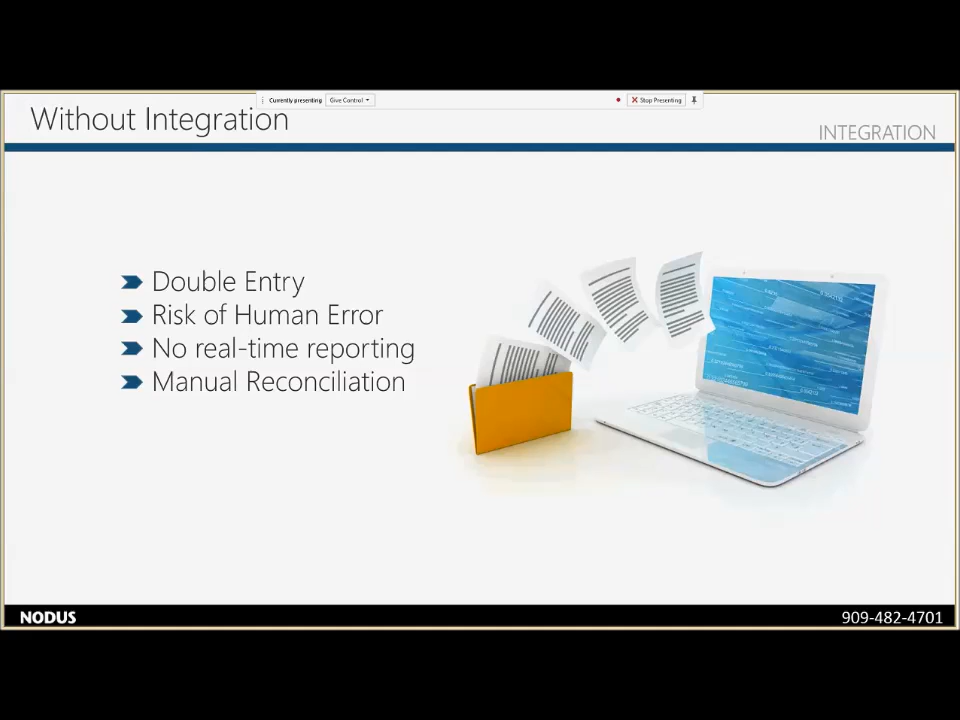 Currently presenting Give Control Stop Presenting
Without Integration
INTEGRATION
Double Entry
Risk of Human Error
No real-time reporting
Manual Reconciliation
NODUS
909-482-4701